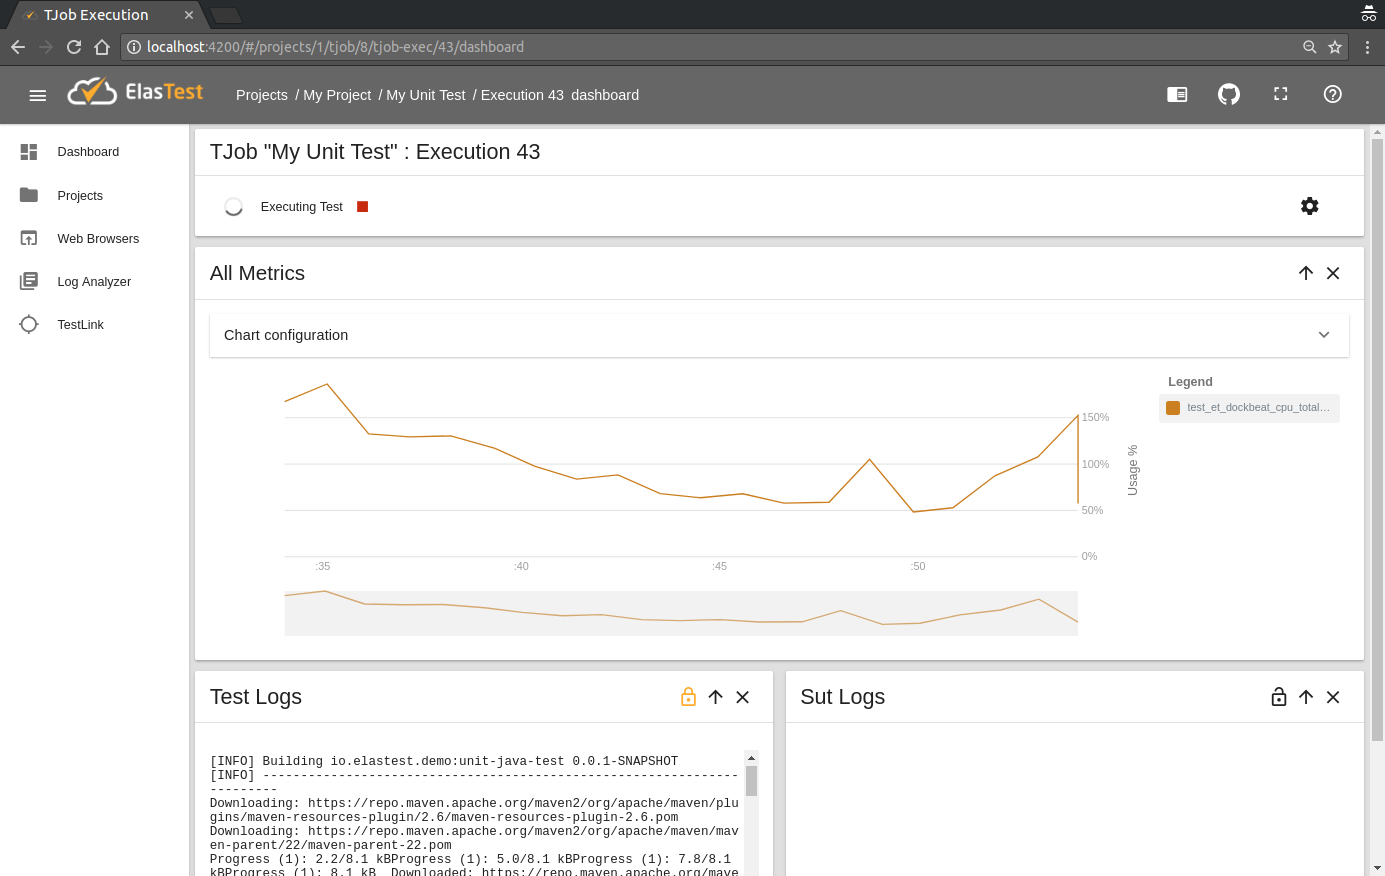 TJob Execution
localhost:4200/#/projects/1/tjob/8/tjob-exec/43/dashboard
ElasTest
Projects / My Project / My Unit Test / Execution 43 dashboard
Dashboard
Projects
Web Browsers
Log Analyzer
TestLink
TJob "My Unit Test" : Execution 43
Executing Test
All Metrics
Chart configuration
Legend
test_et_dockbeat_cpu_total...
150%
100%
50%
0%
Usage %
:35
:40
:45
:50
Test Logs
[INFO] Building io.elastest.demo:unit-java-test 0.0.1-SNAPSHOT
[INFO] ---------------------------------------------------------------
---------
Downloading: https://repo.maven.apache.org/maven2/org/apache/maven/plu
gins/maven-resources-plugin/2.6/maven-resources-plugin-2.6.pom
Downloading: https://repo.maven.apache.org/maven2/org/apache/maven/mav
en-parent/22/maven-parent-22.pom
Progress (1): 2.2/8.1 kBProgress (1): 5.0/8.1 kBProgress (1): 7.8/8.1
kBProgress (1): 8.1 kB Downloaded: https://repo.maven.apache.org/mave
Sut Logs